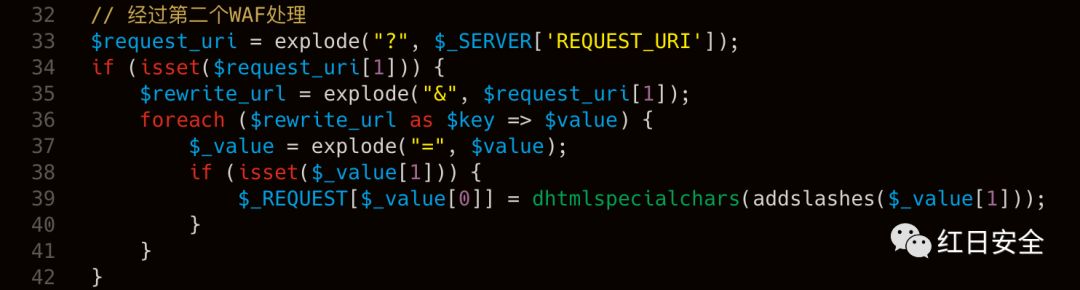 32 // 经过第二个WAF处理
33 $request_uri = explode("?", $_SERVER['REQUEST_URI']);
34 if (isset($request_uri[1])) {
35     $rewrite_url = explode("&", $request_uri[1]);
36     foreach ($rewrite_url as $key => $value) {
37         $_value = explode("=", $value);
38         if (isset($_value[1])) {
39             $_REQUEST[$_value[0]] = dhtmlspecialchars(addslashes($_value[1]));
40         }
41     }
42 }
红日安全